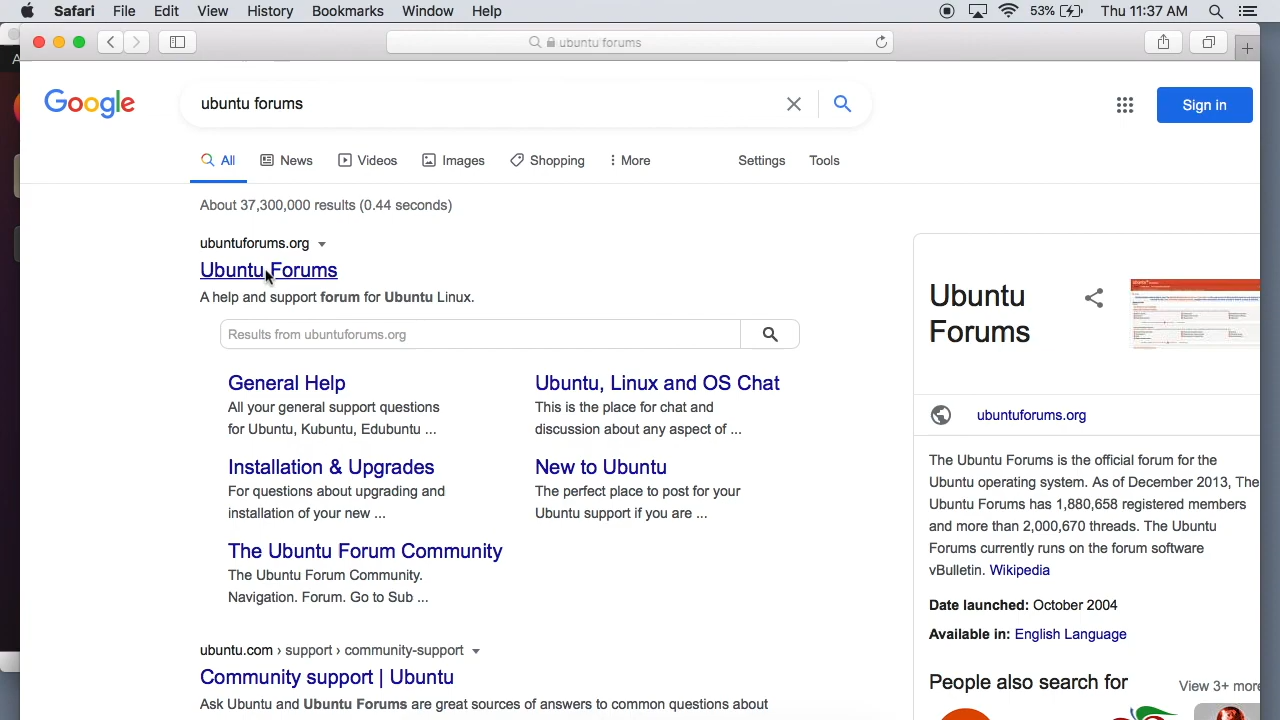 Safari File Edit View History Bookmarks Window Help 53% Thu 11:37 AM
ubuntu forums
Google
ubuntu forums
Sign in
All News Videos Images Shopping More Settings Tools
About 37,300,000 results (0.44 seconds)
ubuntuforums.org
Ubuntu Forums
A help and support forum for Ubuntu Linux.
Results from ubuntuforums.org
General Help
All your general support questions
for Ubuntu, Kubuntu, Edubuntu ...
Ubuntu, Linux and OS Chat
This is the place for chat and
discussion about any aspect of ...
Installation & Upgrades
For questions about upgrading and
installation of your new ...
New to Ubuntu
The perfect place to post for your
Ubuntu support if you are ...
The Ubuntu Forum Community
The Ubuntu Forum Community.
Navigation. Forum. Go to Sub ...
ubuntu.com › support › community-support
Community support | Ubuntu
Ask Ubuntu and Ubuntu Forums are great sources of answers to common questions about
Ubuntu
Forums
ubuntuforums.org
The Ubuntu Forums is the official forum for the
Ubuntu operating system. As of December 2013, The
Ubuntu Forums has 1,880,658 registered members
and more than 2,000,670 threads. The Ubuntu
Forums currently runs on the forum software
vBulletin. Wikipedia
Date launched: October 2004
Available in: English Language
People also search for
View 3+ more